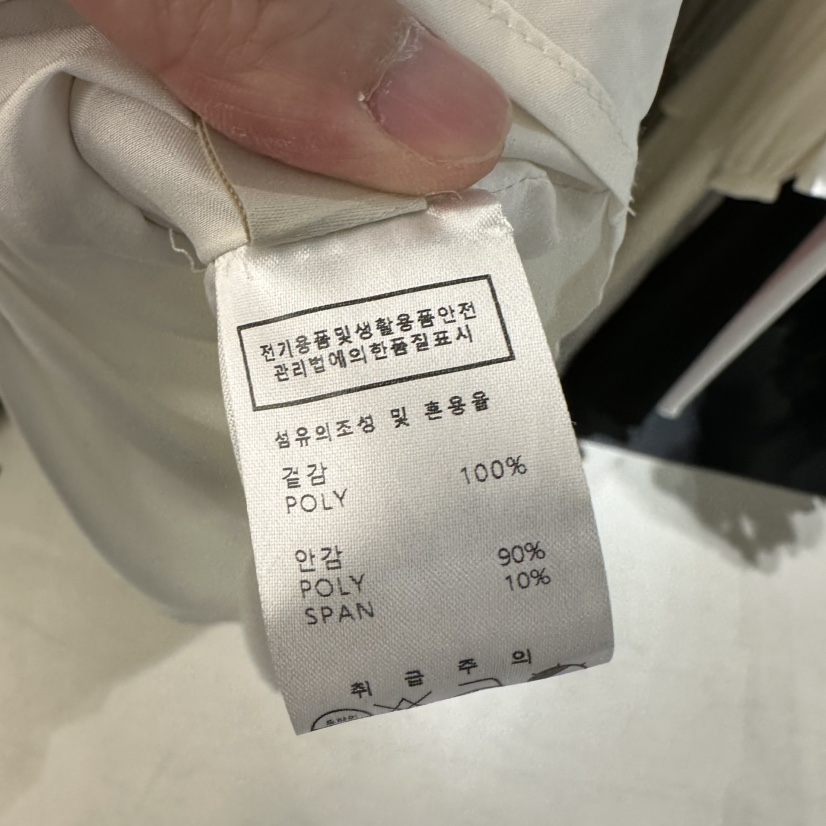 전기용품및생활용품안전
관리법에의한품질표시
섬유의조성 및 혼용율
겉감
POLY 100%
안감 90%
POLY 10%
SPAN
취급주의